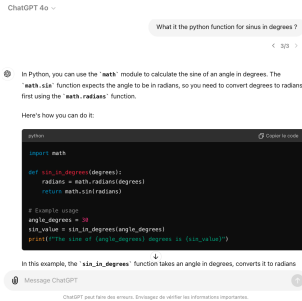 ChatGPT 4o
What it the python function for sinus in degrees ?
3/3
In Python, you can use the `math` module to calculate the sine of an angle in degrees. The
`math.sin` function expects the angle to be in radians, so you need to convert degrees to radians
first using the `math.radians` function.
Here's how you can do it:
python
Copier le code
import math
def sin_in_degrees(degrees):
    radians = math.radians(degrees)
    return math.sin(radians)
# Example usage
angle_degrees = 30
sin_value = sin_in_degrees(angle_degrees)
print(f"The sine of {angle_degrees} degrees is {sin_value}")
In this example, the `sin_in_degrees` function takes an angle in degrees, converts it to radians
Message ChatGPT
ChatGPT peut faire des erreurs. Envisagez de vérifier les informations importantes.